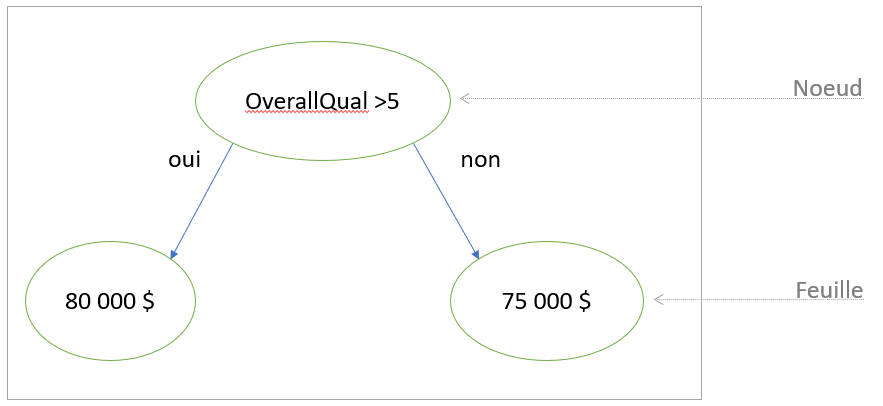 OverallQual >5
Noeud
oui
non
80 000 $
75 000 $
Feuille